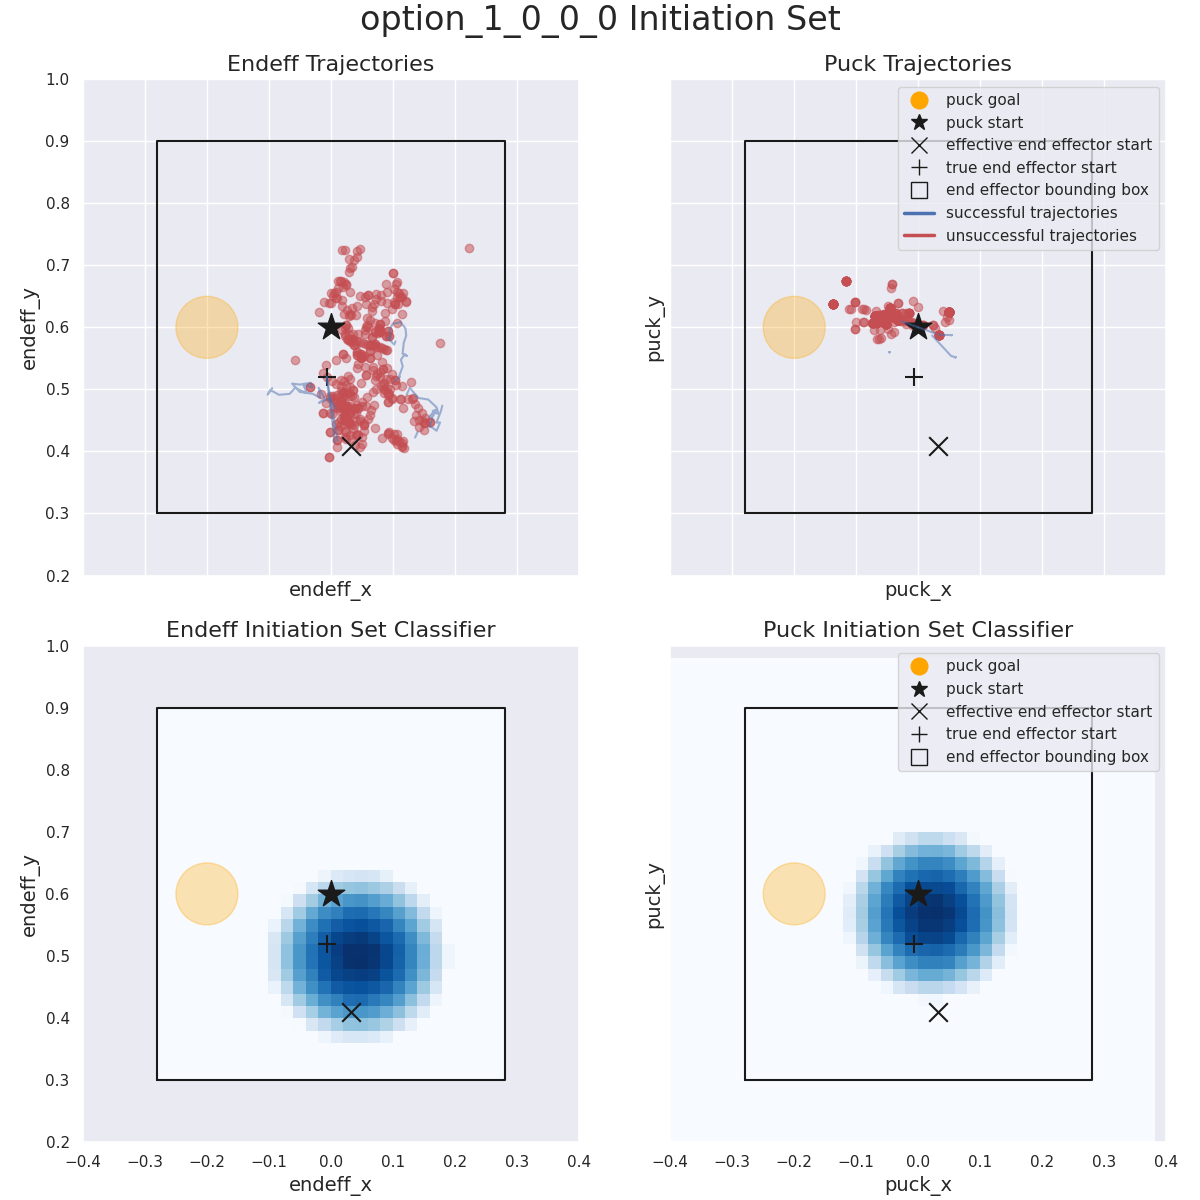 option_1_0_0_0 Initiation Set
Endeff Trajectories
Puck Trajectories
1.0
0.9
0.8
0.7
0.6
0.5
0.4
0.3
0.2
endeff_y
endeff_x
puck_y
puck_x
puck goal
puck start
effective end effector start
true end effector start
end effector bounding box
successful trajectories
unsuccessful trajectories
Endeff Initiation Set Classifier
Puck Initiation Set Classifier
1.0
0.9
0.8
0.7
0.6
0.5
0.4
0.3
0.2
endeff_y
−0.4 −0.3 −0.2 −0.1 0.0 0.1 0.2 0.3 0.4
endeff_x
puck_y
puck goal
puck start
effective end effector start
true end effector start
end effector bounding box
−0.4 −0.3 −0.2 −0.1 0.0 0.1 0.2 0.3 0.4
puck_x